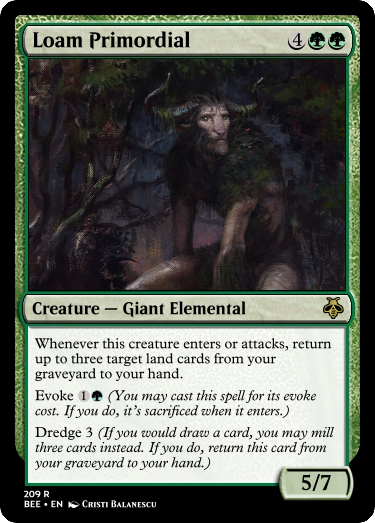 Loam Primordial 4
Creature — Giant Elemental
Whenever this creature enters or attacks, return
up to three target land cards from your
graveyard to your hand.
Evoke 1 (You may cast this spell for its evoke
cost. If you do, it's sacrificed when it enters.)
Dredge 3 (If you would draw a card, you may mill
three cards instead. If you do, return this card from
your graveyard to your hand.)
5/7
209 R
BEE • EN CRISTI BALANESCU